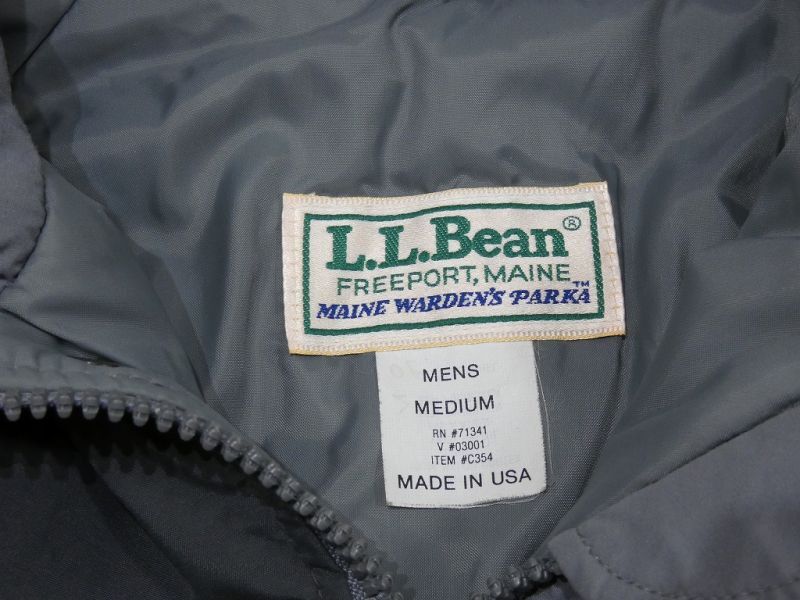 L.L.Bean®
FREEPORT, MAINE
MAINE WARDEN'S PARKA™
MENS
MEDIUM
RN #71341
V #03001
ITEM #C354
MADE IN USA